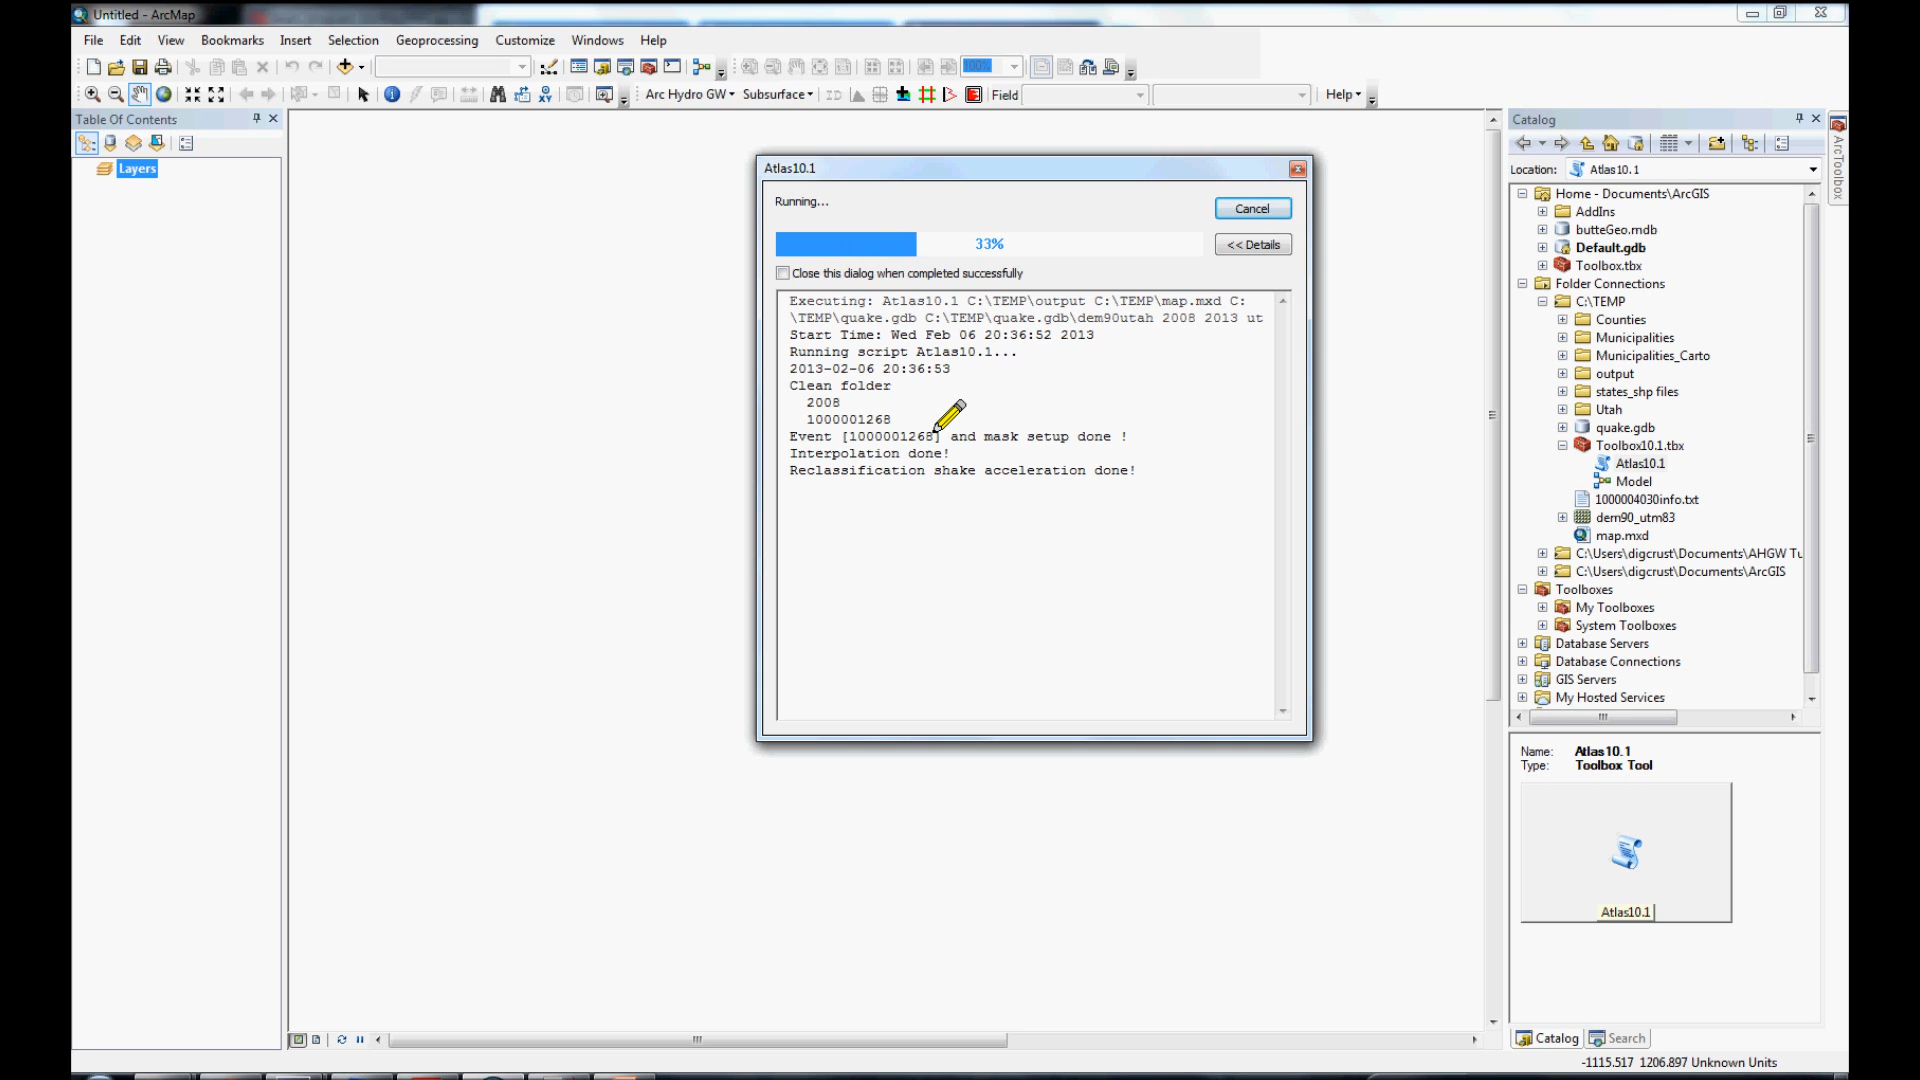 Untitled - ArcMap
File Edit View Bookmarks Insert Selection Geoprocessing Customize Windows Help
100%
Arc Hydro GW Subsurface ID Field Help
Table Of Contents
Layers
Atlas10.1
Running...
Cancel
33%
<< Details
Close this dialog when completed successfully
Executing: Atlas10.1 C:\TEMP\output C:\TEMP\map.mxd C:
\TEMP\quake.gdb C:\TEMP\quake.gdb\dem90utah 2008 2013 ut
Start Time: Wed Feb 06 20:36:52 2013
Running script Atlas10.1...
2013-02-06 20:36:53
Clean folder
2008
1000001268
Event [1000001268] and mask setup done !
Interpolation done!
Reclassification shake acceleration done!
Catalog
Location: Atlas10.1
Home - Documents\ArcGIS
AddIns
butteGeo.mdb
Default.gdb
Toolbox.tbx
Folder Connections
C:\TEMP
Counties
Municipalities
Municipalities_Carto
output
states_shp files
Utah
quake.gdb
Toolbox10.1.tbx
Atlas10.1
Model
1000004030info.txt
dem90_utm83
map.mxd
C:\Users\digcrust\Documents\AHGW Tu
C:\Users\digcrust\Documents\ArcGIS
Toolboxes
My Toolboxes
System Toolboxes
Database Servers
Database Connections
GIS Servers
My Hosted Services
Name: Atlas10.1
Type: Toolbox Tool
Atlas10.1
Catalog Search
ArcToolbox
-1115.517 1206.897 Unknown Units